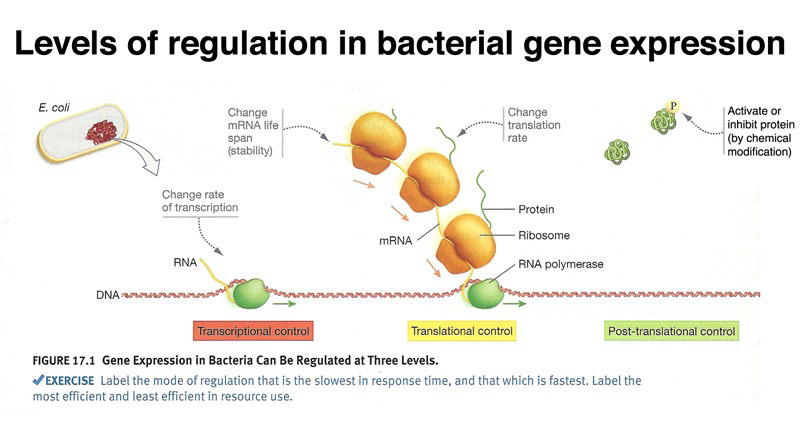 Levels of regulation in bacterial gene expression
E. coli
Change
mRNA life
span
(stability)
Change
translation
rate
P
Activate or
inhibit protein
(by chemical
modification)
Change rate
of transcription
Protein
Ribosome
mRNA
RNA polymerase
RNA
DNA
Transcriptional control
Translational control
Post-translational control
FIGURE 17.1 Gene Expression in Bacteria Can Be Regulated at Three Levels.
✓EXERCISE Label the mode of regulation that is the slowest in response time, and that which is fastest. Label the
most efficient and least efficient in resource use.